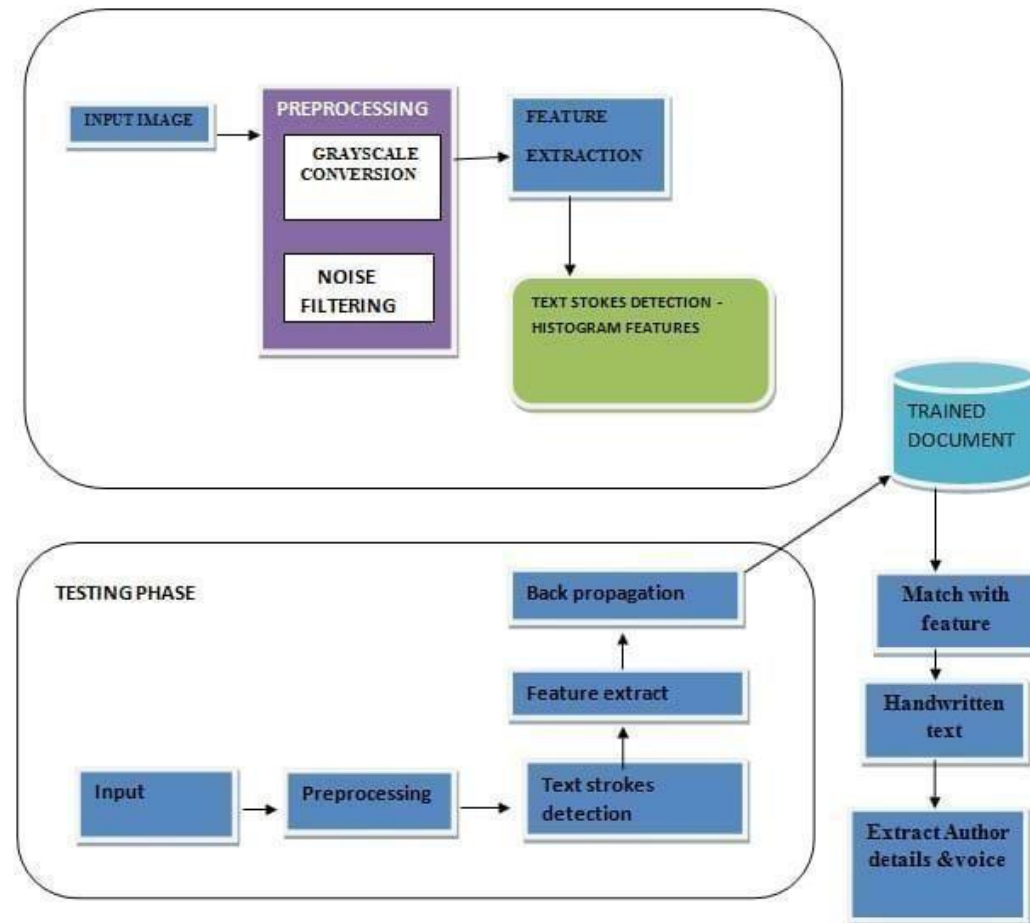 INPUT IMAGE
PREPROCESSING
GRAYSCALE
CONVERSION
NOISE
FILTERING
FEATURE
EXTRACTION
TEXT STOKES DETECTION -
HISTOGRAM FEATURES
TRAINED
DOCUMENT
TESTING PHASE
Back propagation
Feature extract
Input
Preprocessing
Text strokes
detection
Match with
feature
Handwritten
text
Extract Author
details &voice